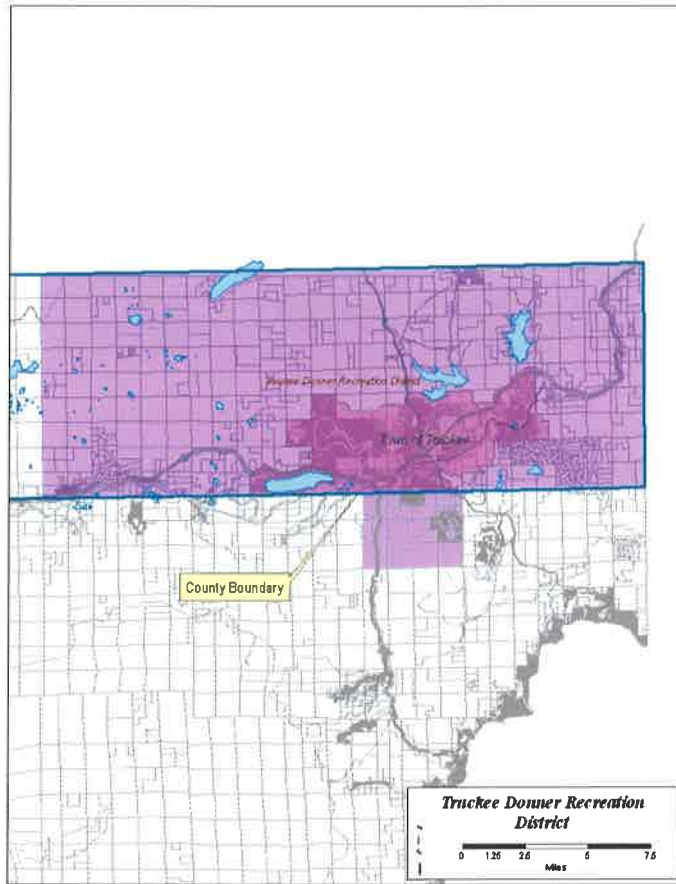 Truckee Donner Recreation District
Town of Truckee
County Boundary
Truckee Donner Recreation
District
0 1.25 2.5 5 7.5
Miles